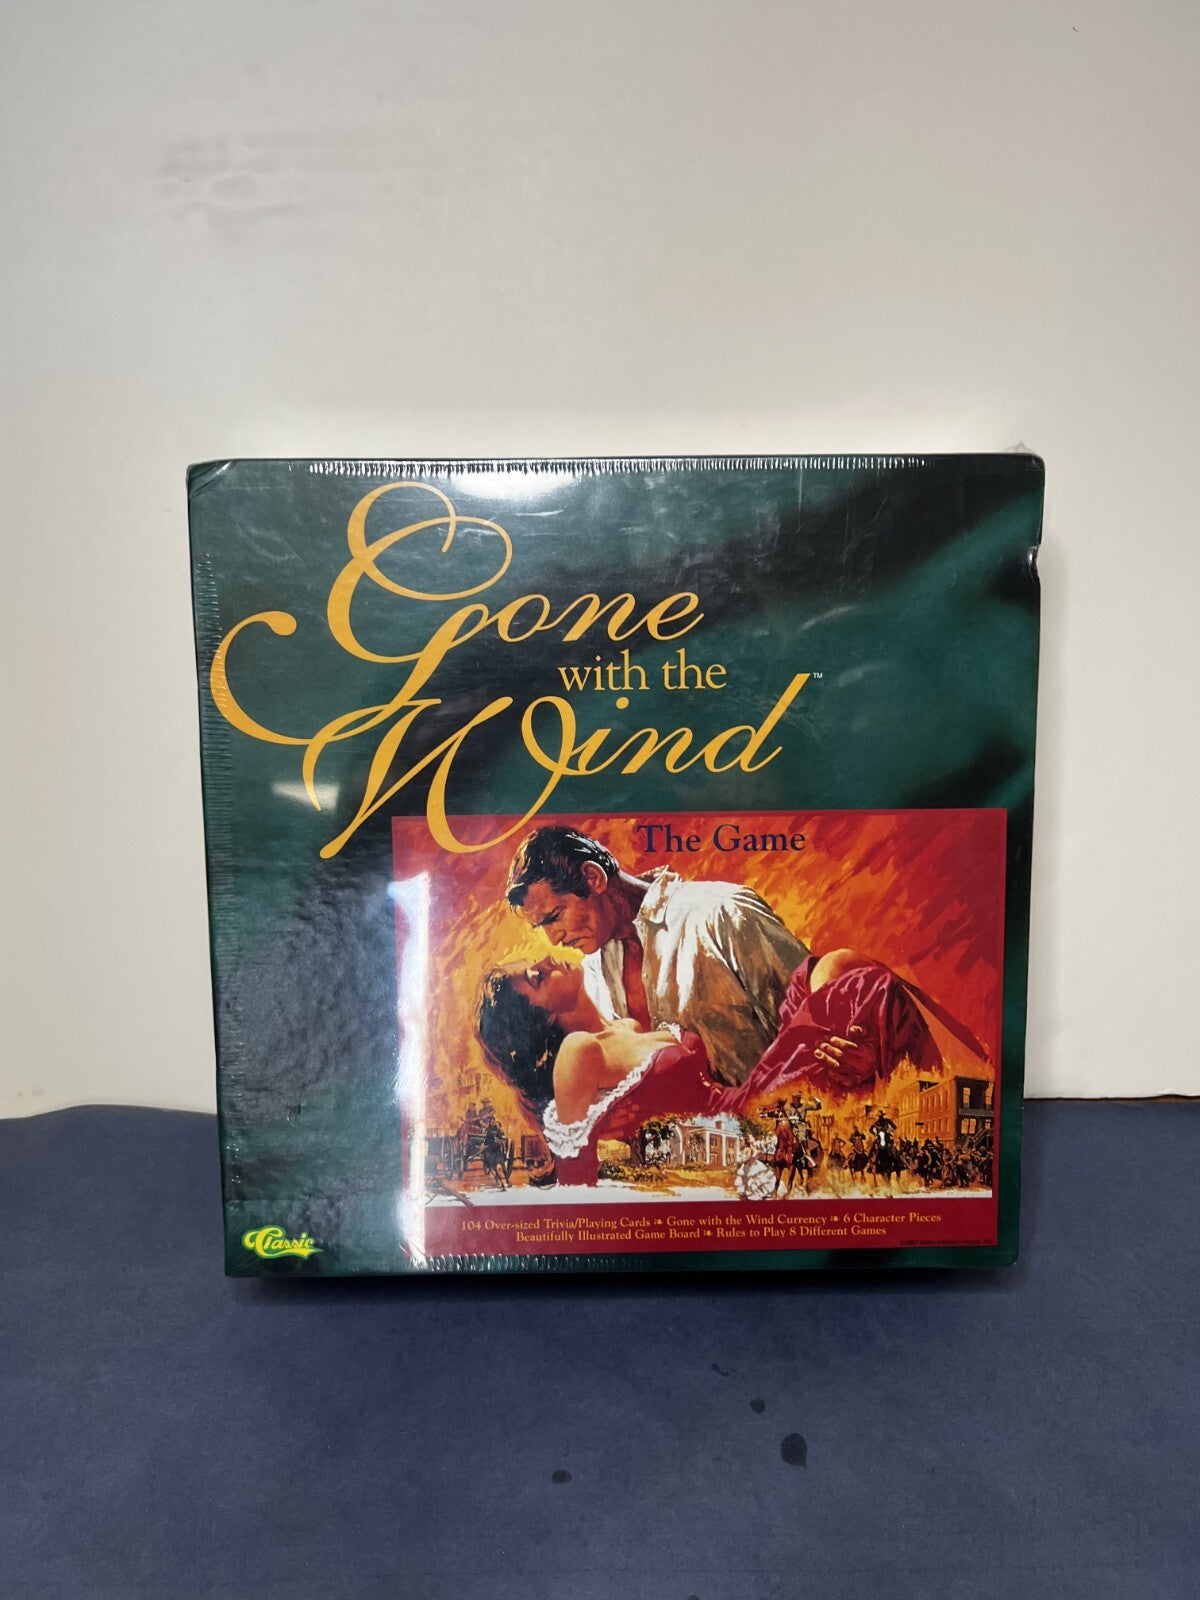 Gone
with the
Wind™
The Game
104 Over-sized Trivia/Playing Cards ❧ Gone with the Wind Currency ❧ 6 Character Pieces
Beautifully Illustrated Game Board ❧ Rules to Play 8 Different Games
Classic